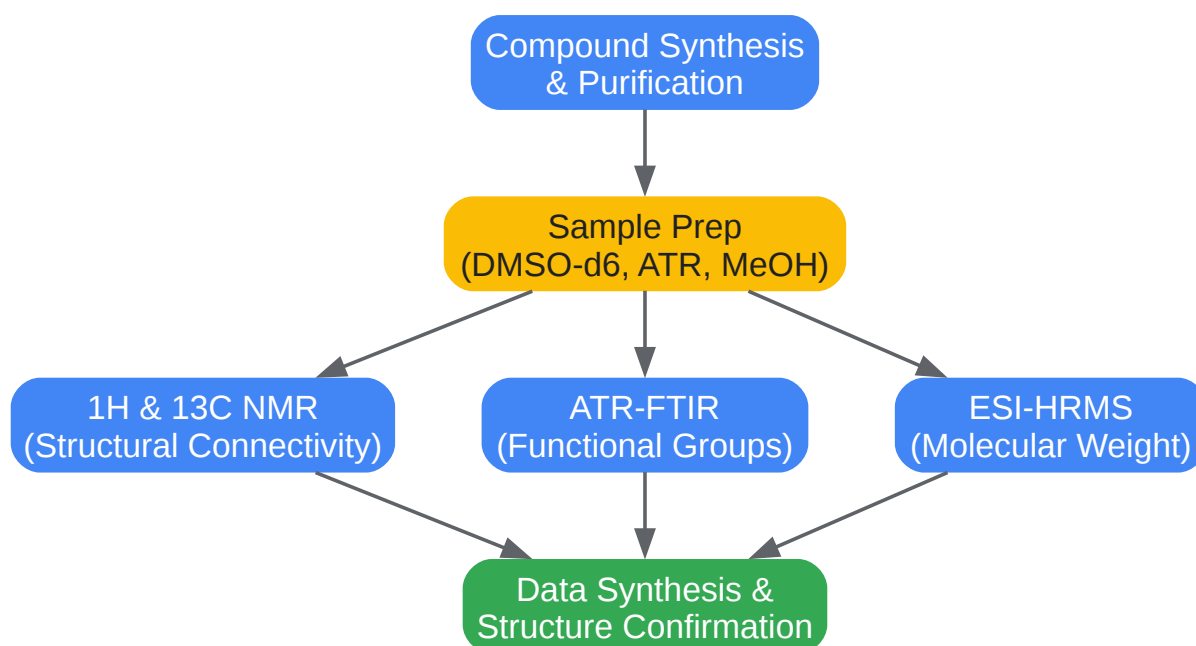 Compound Synthesis
& Purification
Sample Prep
(DMSO-d6, ATR, MeOH)
1H & 13C NMR
(Structural Connectivity)
ATR-FTIR
(Functional Groups)
ESI-HRMS
(Molecular Weight)
Data Synthesis &
Structure Confirmation